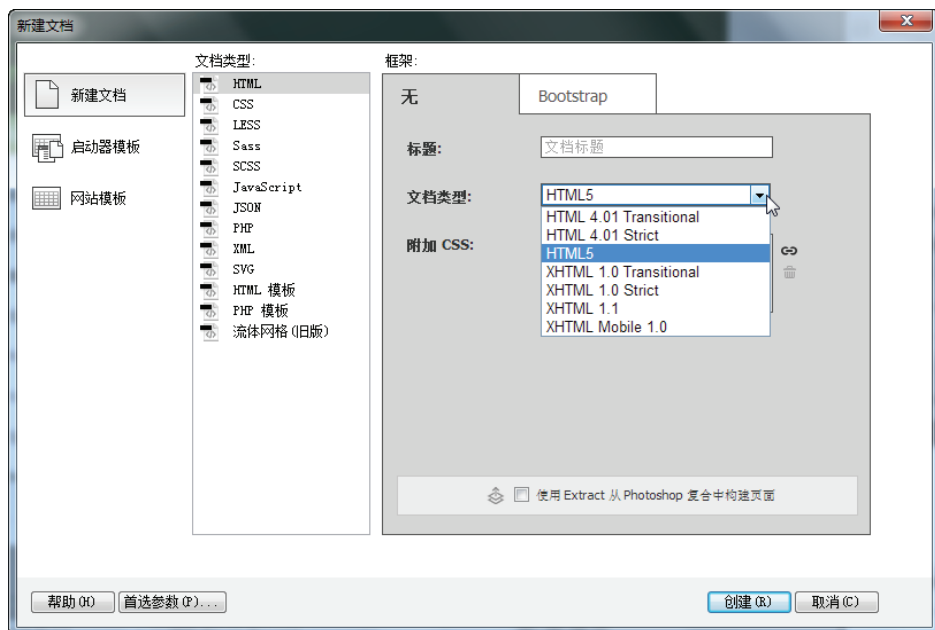 新建文档
新建文档
启动器模板
网站模板
文档类型:
HTML
CSS
LESS
Sass
SCSS
JavaScript
JSON
PHP
XML
SVG
HTML 模板
PHP 模板
流体网格(旧版)
框架:
无
Bootstrap
标题:
文档标题
文档类型:
HTML5
HTML 4.01 Transitional
HTML 4.01 Strict
HTML5
XHTML 1.0 Transitional
XHTML 1.0 Strict
XHTML 1.1
XHTML Mobile 1.0
附加 CSS:
使用 Extract 从 Photoshop 复合中构建页面
帮助(H)
首选参数(P)...
创建(R)
取消(C)